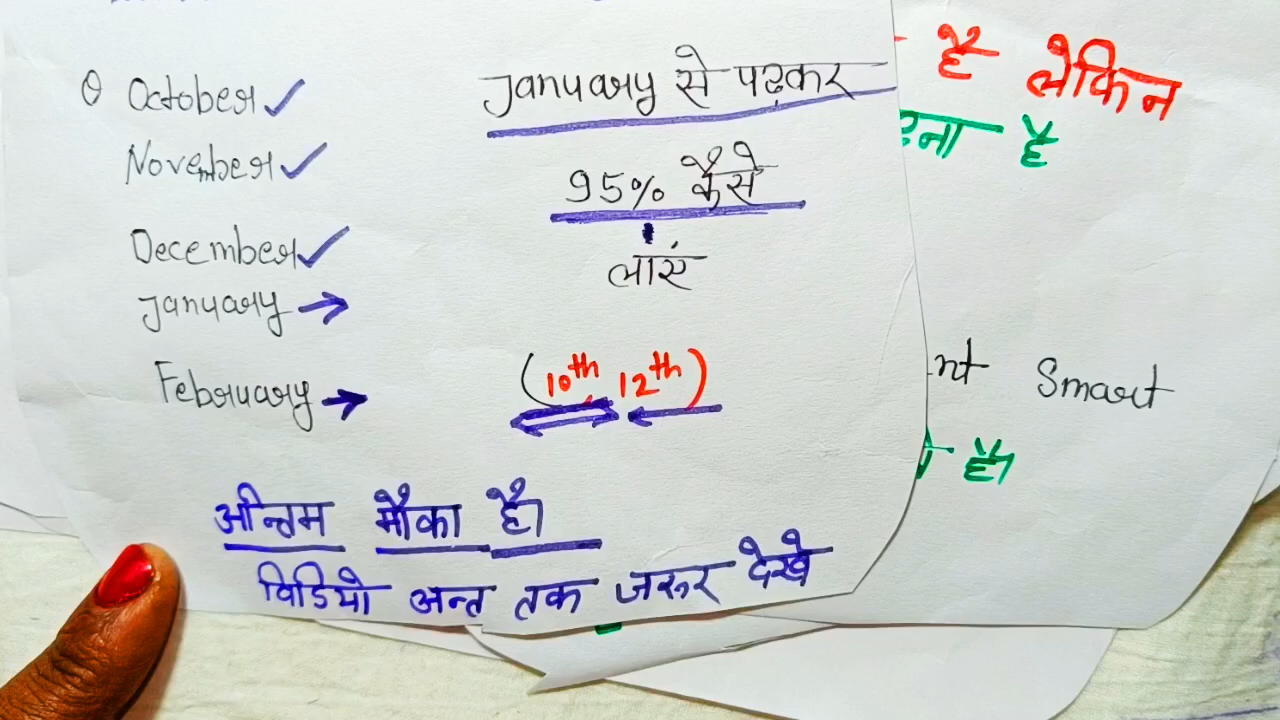 October ✓
November ✓
December ✓
January →
February →
January से पढ़कर
95% कैसे
लाएं
(10th 12th)
अन्तिम मौका है।
विडियो अन्त तक जरूर देखे
है लेकिन
है
Smart
है।